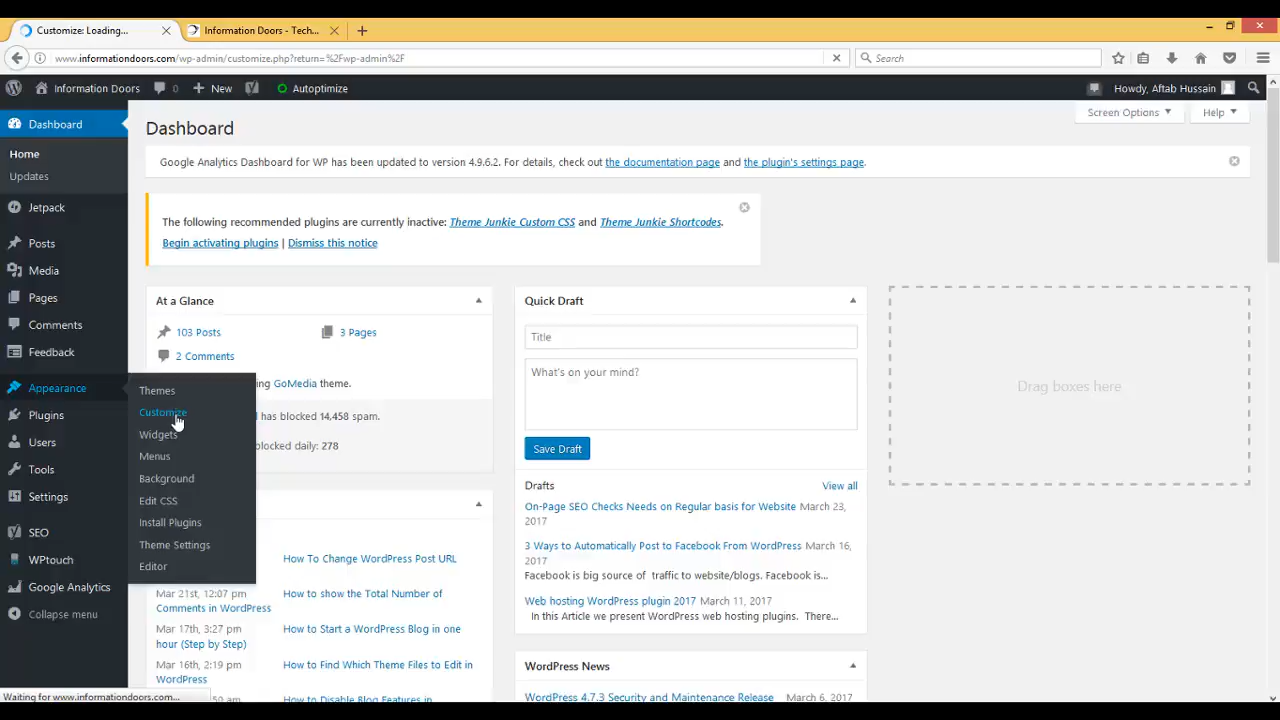 Customize: Loading...
Information Doors - Tech...
www.informationdoors.com/wp-admin/customize.php?return=%2Fwp-admin%2F
Search
Information Doors
0
New
Autoptimize
Howdy, Aftab Hussain
Dashboard
Home
Updates
Jetpack
Posts
Media
Pages
Comments
Feedback
Appearance
Plugins
Users
Tools
Settings
SEO
WPtouch
Google Analytics
Collapse menu
Themes
Customize
Widgets
Menus
Background
Edit CSS
Install Plugins
Theme Settings
Editor
Screen Options
Help
Dashboard
Google Analytics Dashboard for WP has been updated to version 4.9.6.2. For details, check out the documentation page and the plugin's settings page.
The following recommended plugins are currently inactive: Theme Junkie Custom CSS and Theme Junkie Shortcodes.
Begin activating plugins | Dismiss this notice
At a Glance
103 Posts
3 Pages
2 Comments
ng GoMedia theme.
has blocked 14,458 spam.
blocked daily: 278
How To Change WordPress Post URL
Mar 21st, 12:07 pm How to show the Total Number of
Comments in WordPress
Mar 17th, 3:27 pm How to Start a WordPress Blog in one
hour (Step by Step)
Mar 16th, 2:19 pm How to Find Which Theme Files to Edit in
WordPress
How to Disable Blog Features in
Quick Draft
Title
What's on your mind?
Save Draft
Drafts
View all
On-Page SEO Checks Needs on Regular basis for Website March 23,
2017
3 Ways to Automatically Post to Facebook From WordPress March 16,
2017
Facebook is big source of traffic to website/blogs. Facebook is...
Web hosting WordPress plugin 2017 March 11, 2017
In this Article we present WordPress web hosting plugins. There...
WordPress News
WordPress 4.7.3 Security and Maintenance Release March 6, 2017
Drag boxes here
Waiting for www.informationdoors.com...